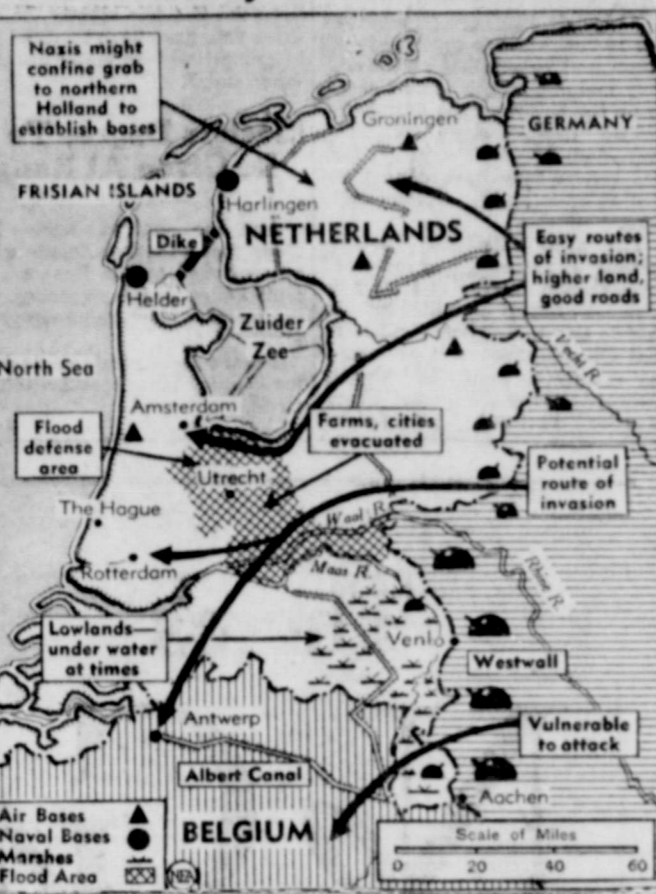 Nazis might
confine grab
to northern
Holland to
establish bases
Groningen
GERMANY
FRISIAN ISLANDS
Harlingen
Dike
NETHERLANDS
Easy routes
of invasion;
higher land,
good roads
Helder
Zuider
Zee
North Sea
Vecht R.
Amsterdam
Flood
defense
area
Farms, cities
evacuated
Utrecht
Potential
route of
invasion
The Hague
Waal R.
Rotterdam
Maas R.
Rhine R.
Lowlands—
under water
at times
Venlo
Westwall
Antwerp
Vulnerable
to attack
Albert Canal
Aachen
Air Bases
Naval Bases
Marshes
Flood Area
NEA
BELGIUM
Scale of Miles
0 20 40 60